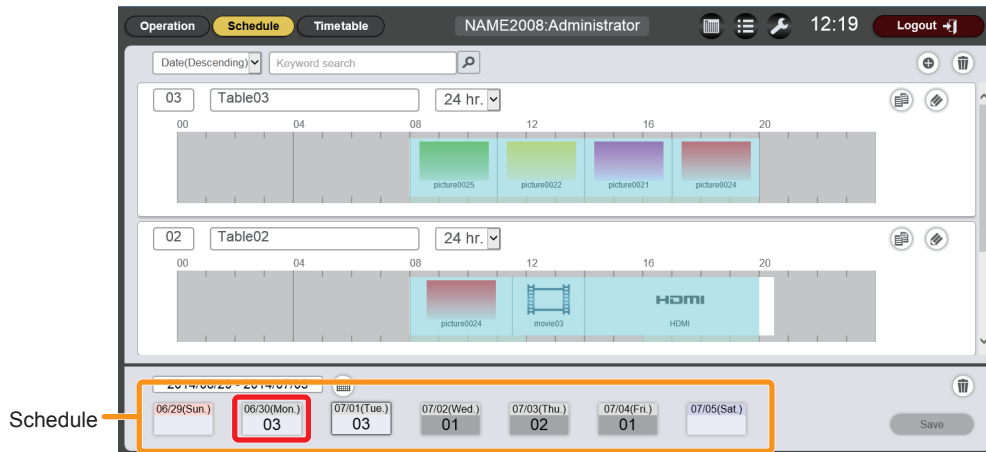 Operation Schedule Timetable NAME2008:Administrator 12:19 Logout
Date(Descending) Keyword search
03 Table03 24 hr.
00 04 08 12 16 20
picture0025 picture0022 picture0021 picture0024
02 Table02 24 hr.
00 04 08 12 16 20
HDMI
picture0024 movie03 HDMI
Schedule
06/29(Sun.) 06/30(Mon.) 07/01(Tue.) 07/02(Wed.) 07/03(Thu.) 07/04(Fri.) 07/05(Sat.)
03 03 01 02 01
Save